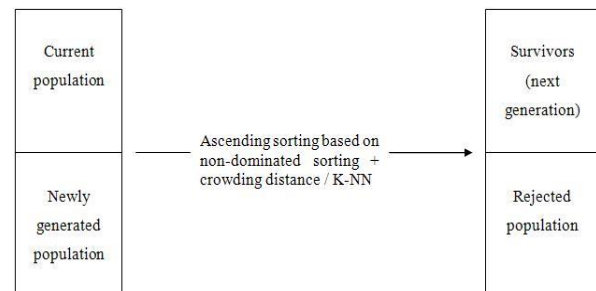 Current
population
Newly
generated
population
Ascending sorting based on
non-dominated sorting +
crowding distance / K-NN
Survivors
(next
generation)
Rejected
population